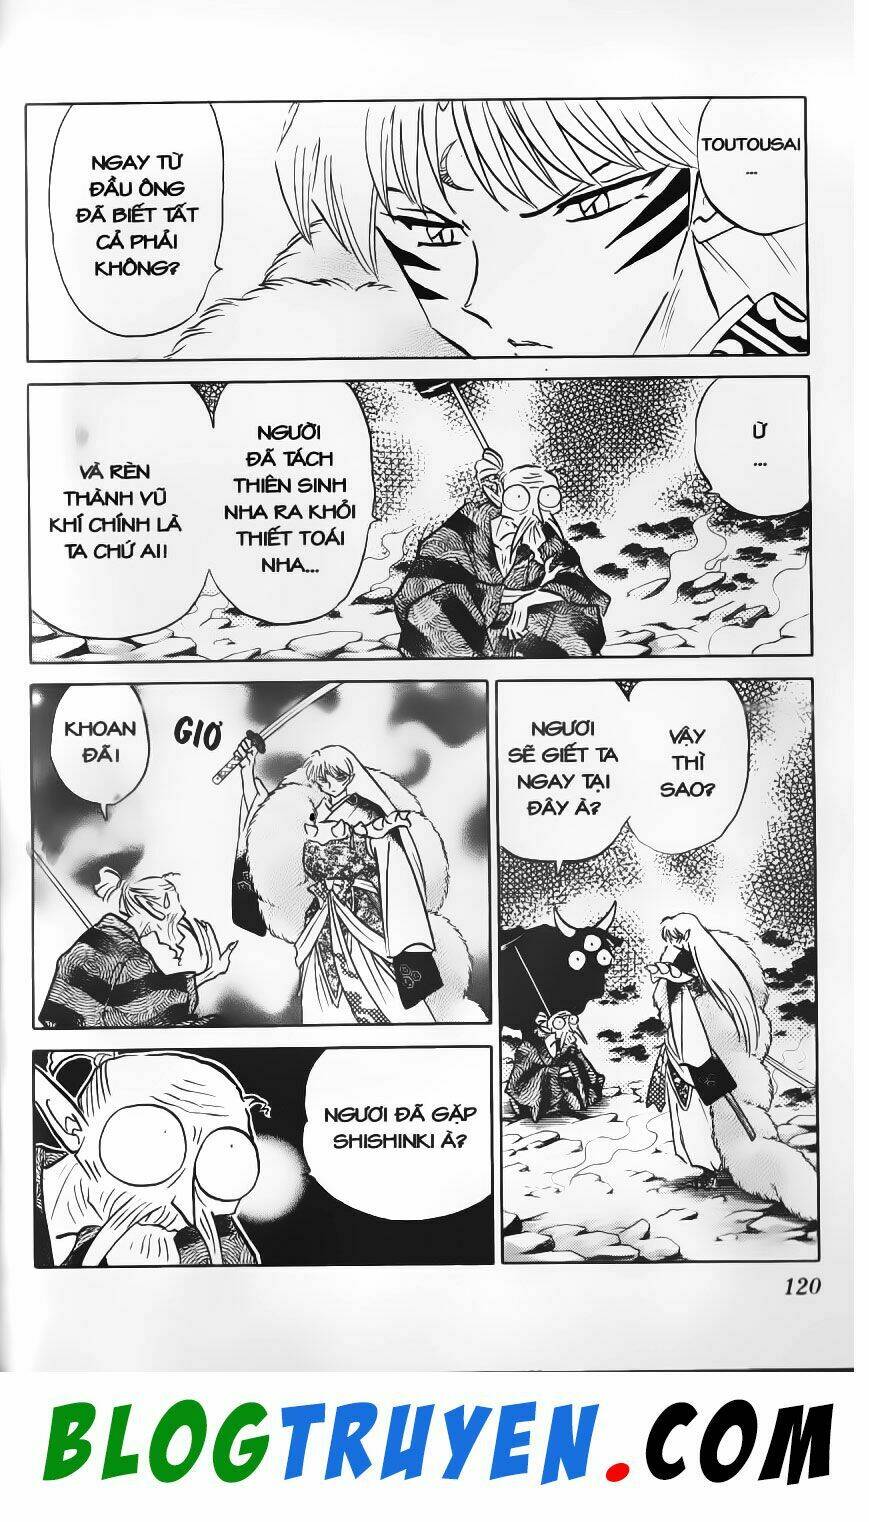 TOUTOUSAI
...
NGAY TỪ
ĐẦU ÔNG
ĐÃ BIẾT TẤT
CẢ PHẢI
KHÔNG?
Ừ
...
NGƯỜI
ĐÃ TÁCH
THIÊN SINH
NHA RA KHỎI
THIẾT TOÁI
NHA...
VÀ RÈN
THÀNH VŨ
KHÍ CHÍNH LÀ
TA CHỨ AI!
VẬY
THÌ
SAO?
NGƯƠI
SẼ GIẾT TA
NGAY TẠI
ĐÂY À?
GIƠ
KHOAN
ĐÃ!
NGƯƠI ĐÃ GẶP
SHISHINKI À?
120
BLOGTRUYEN.COM